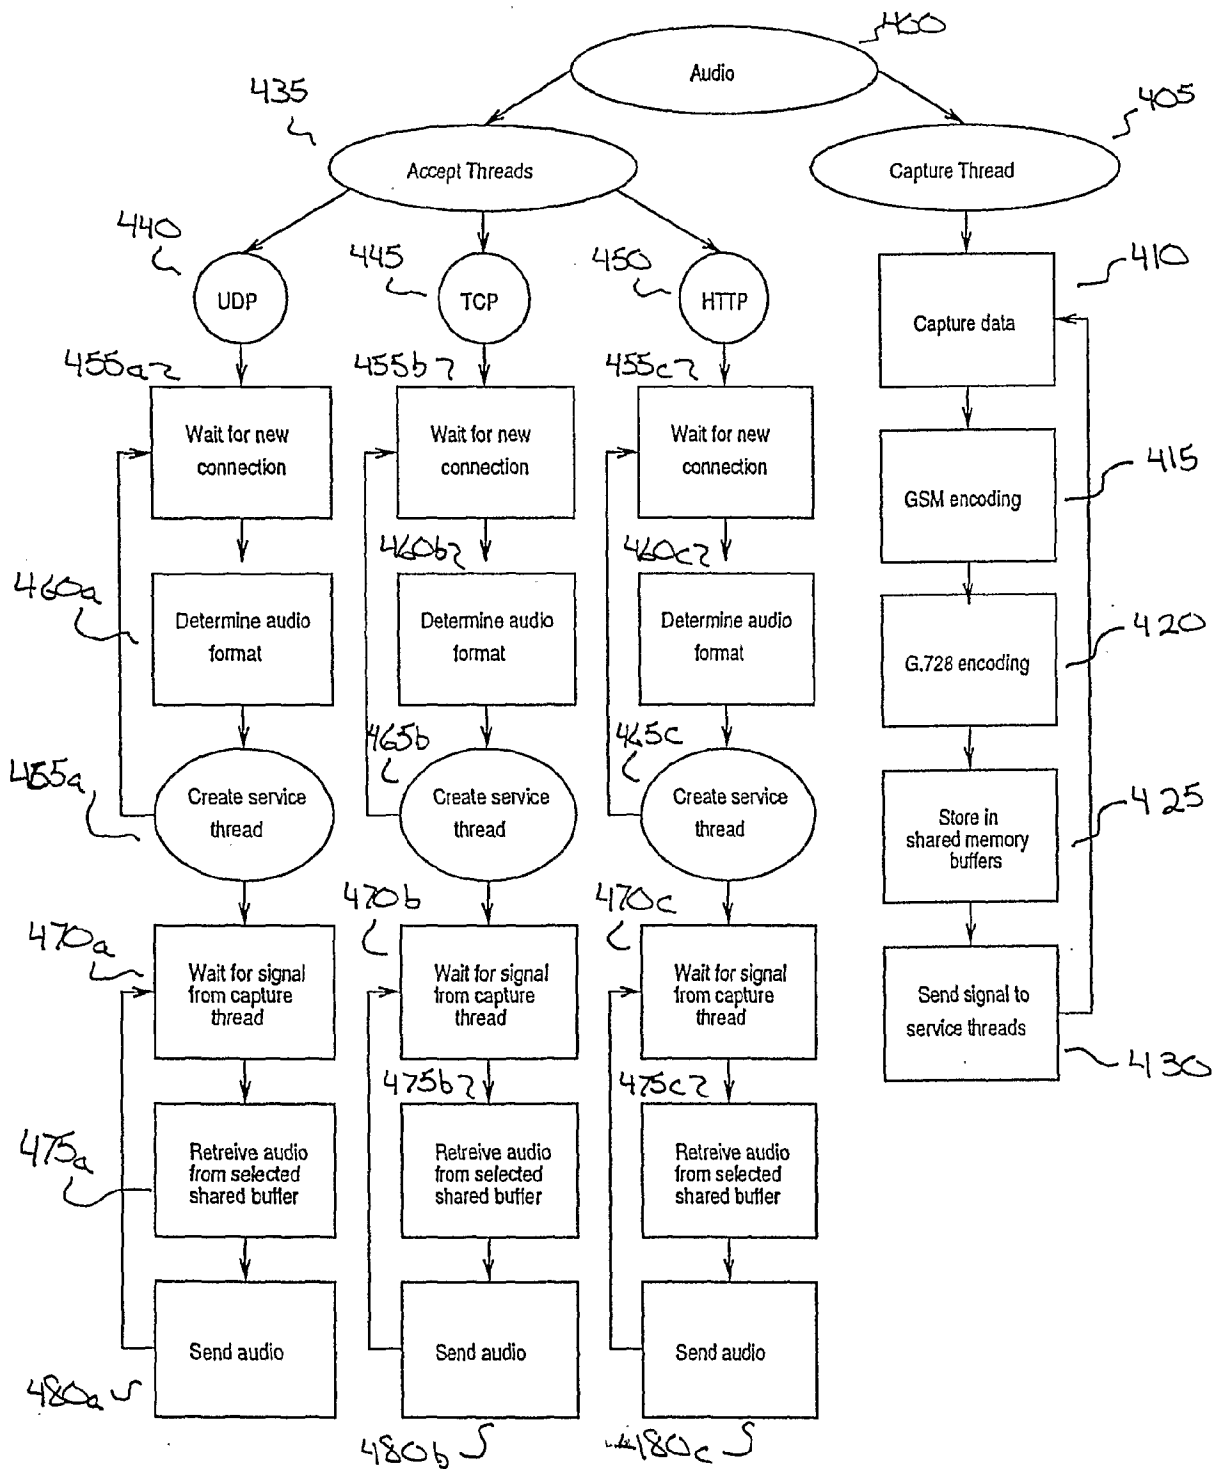 400
Audio
435
405
Accept Threads
Capture Thread
440
445
450
410
UDP
TCP
HTTP
Capture data
455a
455b
455c
Wait for new
connection
Wait for new
connection
Wait for new
connection
415
GSM encoding
460a
460b
460c
Determine audio
format
Determine audio
format
Determine audio
format
420
G.728 encoding
465a
465b
465c
Create service
thread
Create service
thread
Create service
thread
425
Store in
shared memory
buffers
470a
470b
470c
Wait for signal
from capture
thread
Wait for signal
from capture
thread
Wait for signal
from capture
thread
Send signal to
service threads
430
475a
475b
475c
Retreive audio
from selected
shared buffer
Retreive audio
from selected
shared buffer
Retreive audio
from selected
shared buffer
Send audio
Send audio
Send audio
480a
480b
480c